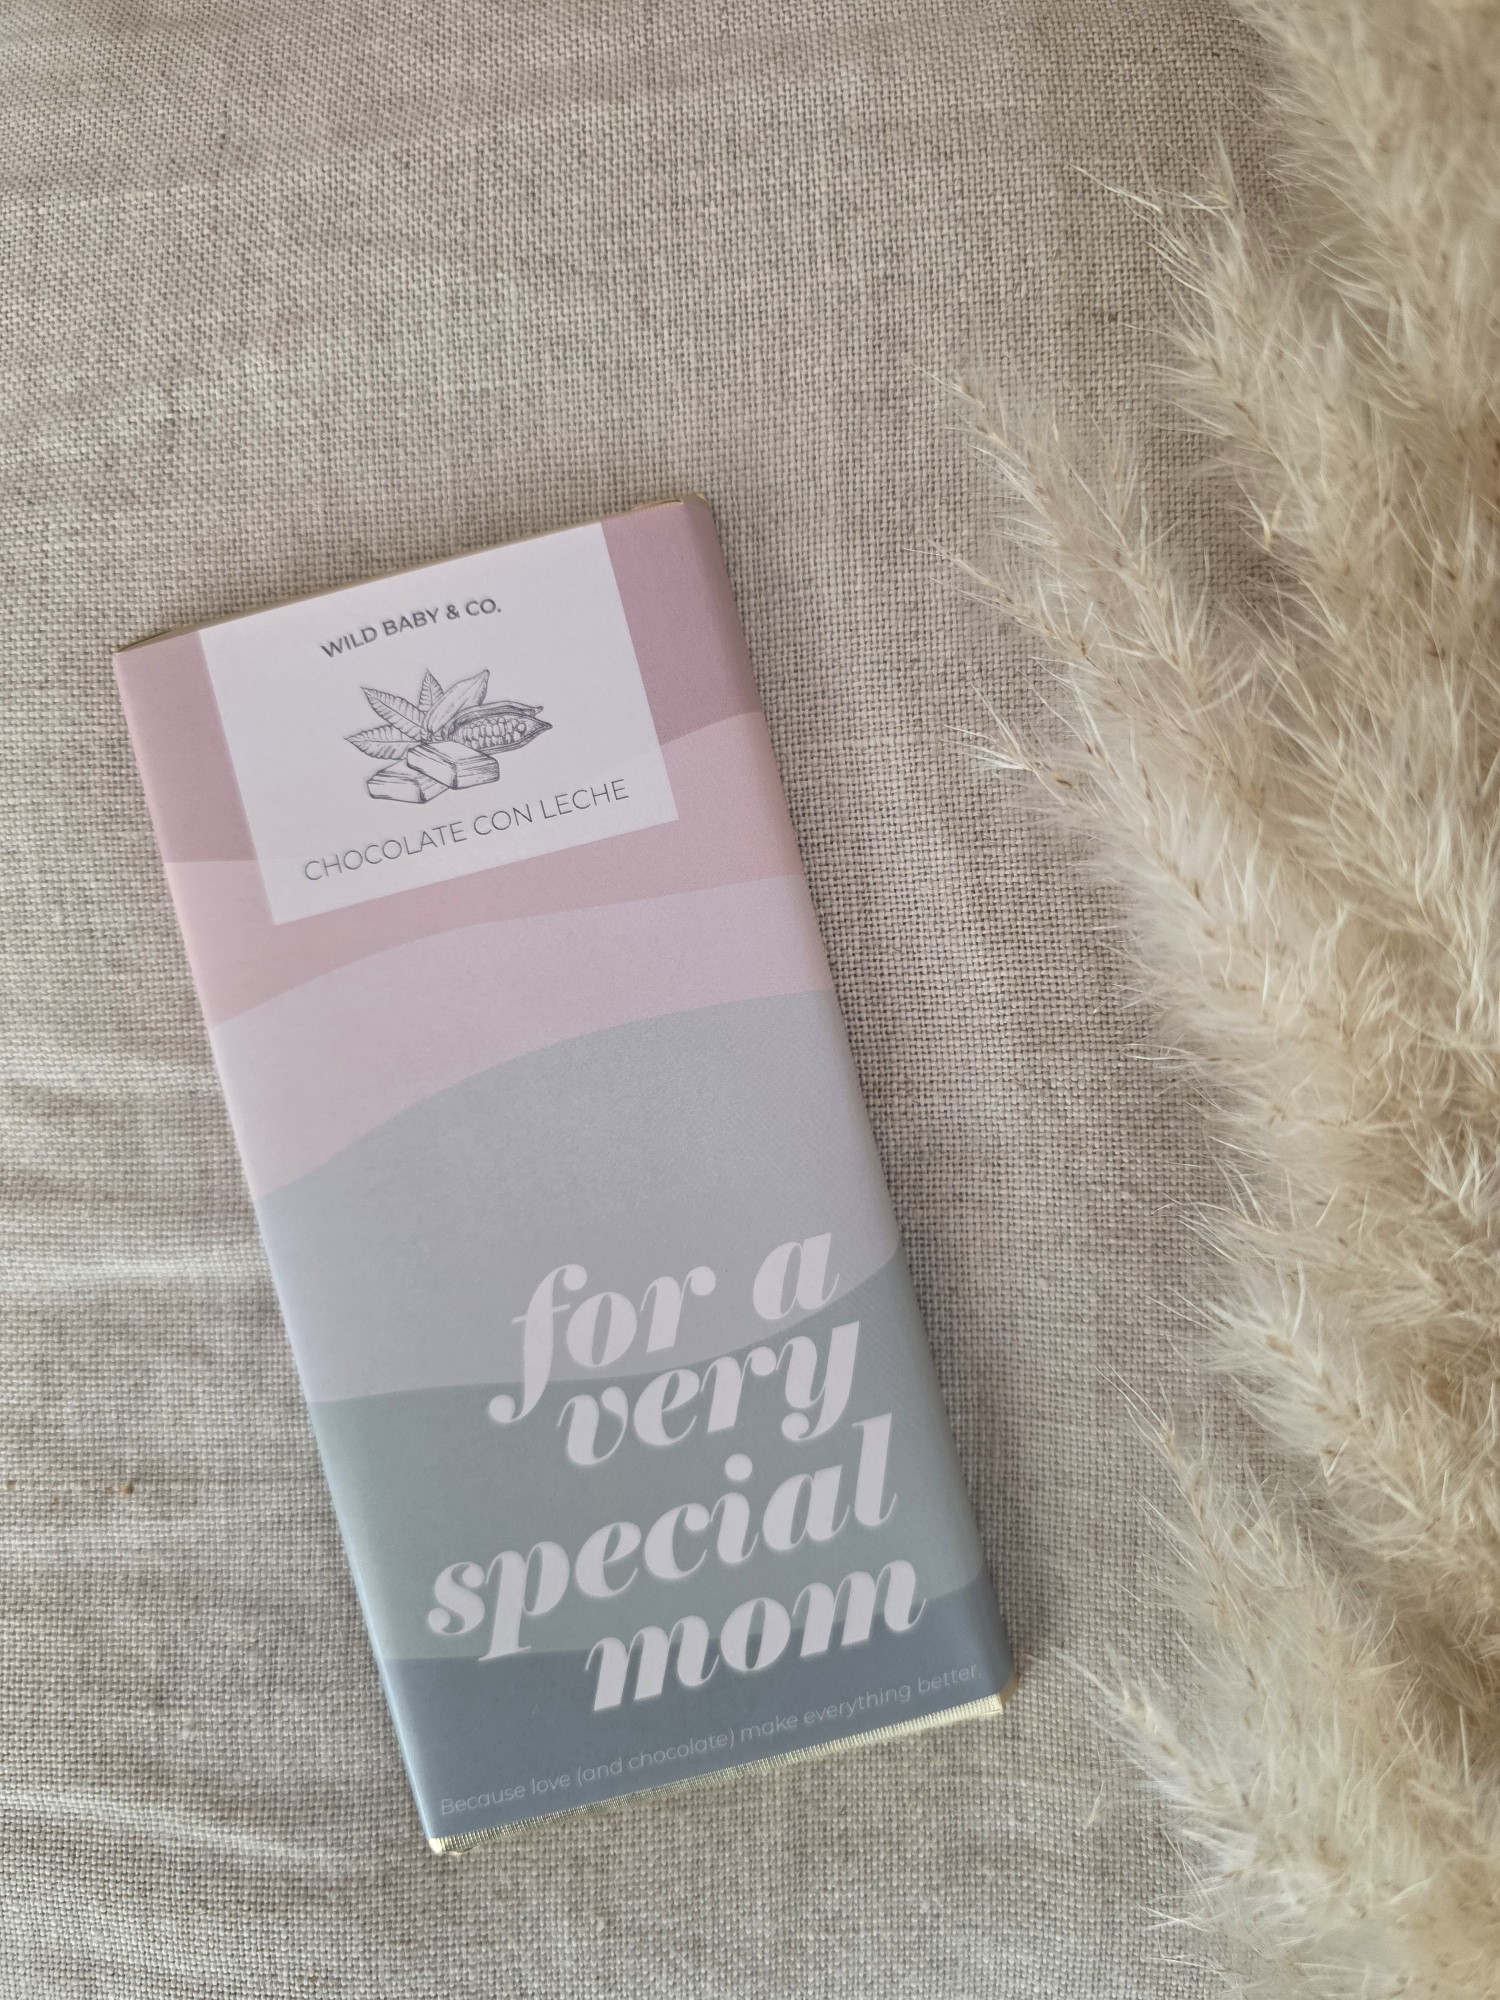 WILD BABY & CO.
CHOCOLATE CON LECHE
for a
very
special
mom
Because love (and chocolate) make everything better.